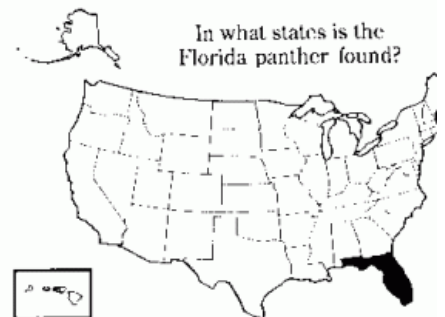 In what states is the
Florida panther found?